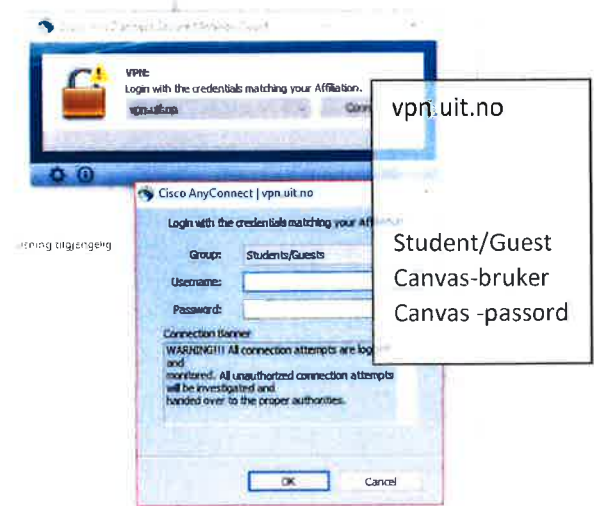 VPN:
Login with the credentials matching your Affiliation.
vpn.uit.no
vpn.uit.no
Cisco AnyConnect | vpn.uit.no
Login with the credentials matching your
Group: Students/Guests
Username:
Password:
Student/Guest
Canvas-bruker
Canvas -passord
Connection Banner
WARNING!!! All connection attempts are
and
monitored. All unauthorized connection attempts
will be investigated and
handed over to the proper authorities.
OK Cancel